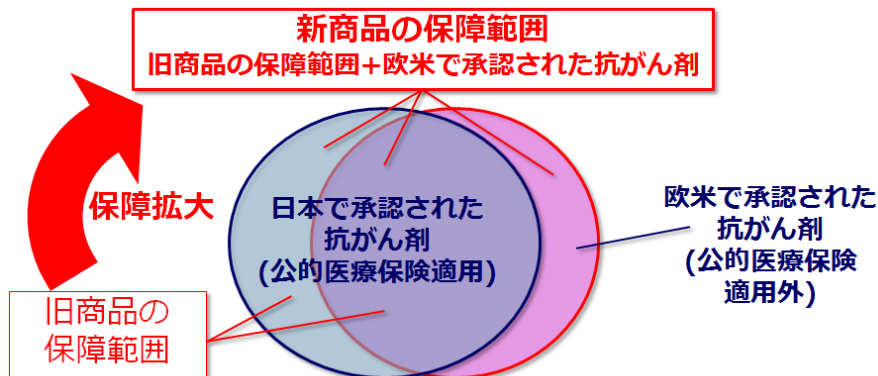 新商品の保障範囲
旧商品の保障範囲+欧米で承認された抗がん剤
保障拡大
日本で承認された
抗がん剤
(公的医療保険適用)
欧米で承認された
抗がん剤
(公的医療保険
適用外)
旧商品の
保障範囲